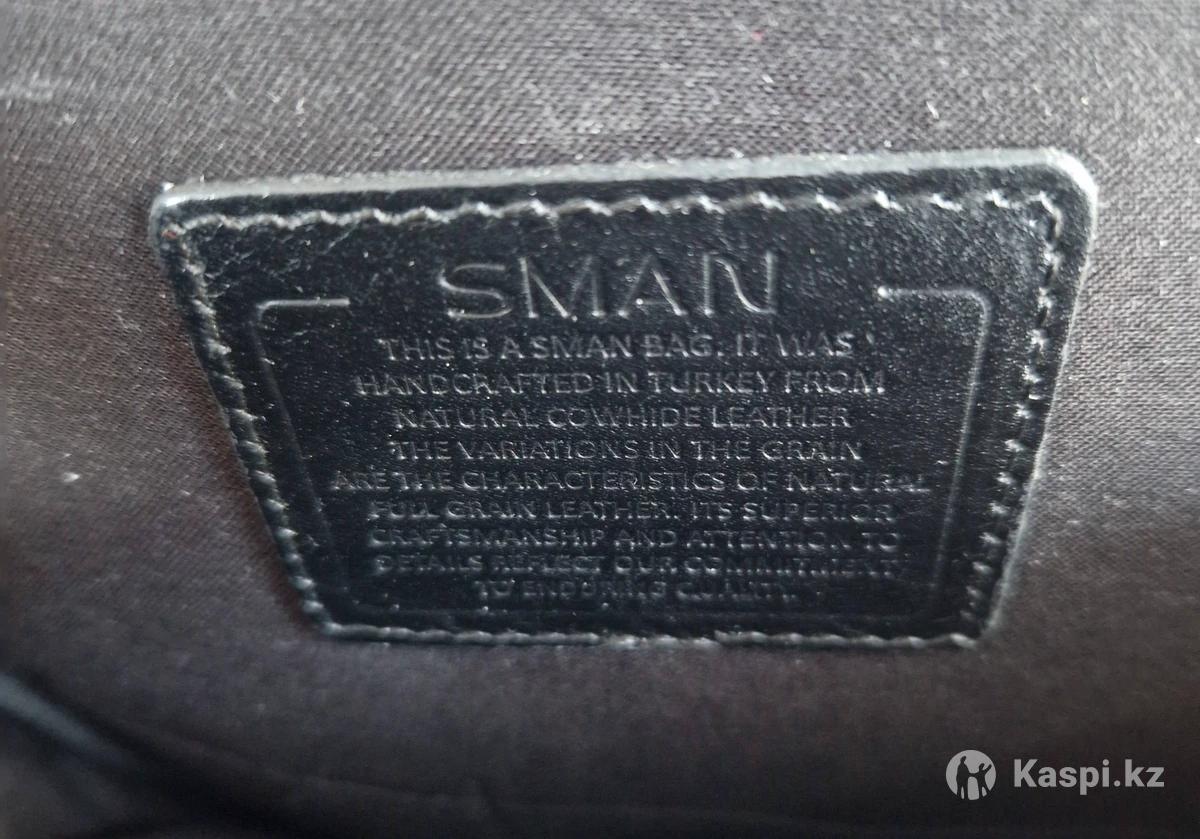 SMAN
THIS IS A SMAN BAG. IT WAS
HANDCRAFTED IN TURKEY FROM
NATURAL COWHIDE LEATHER
THE VARIATIONS IN THE GRAIN
ARE THE CHARACTERISTICS OF NATURAL
FULL GRAIN LEATHER. ITS SUPERIOR
CRAFTSMANSHIP AND ATTENTION TO
DETAILS REFLECT OUR COMMITMENT
TO ENDURING QUALITY.
Kaspi.kz